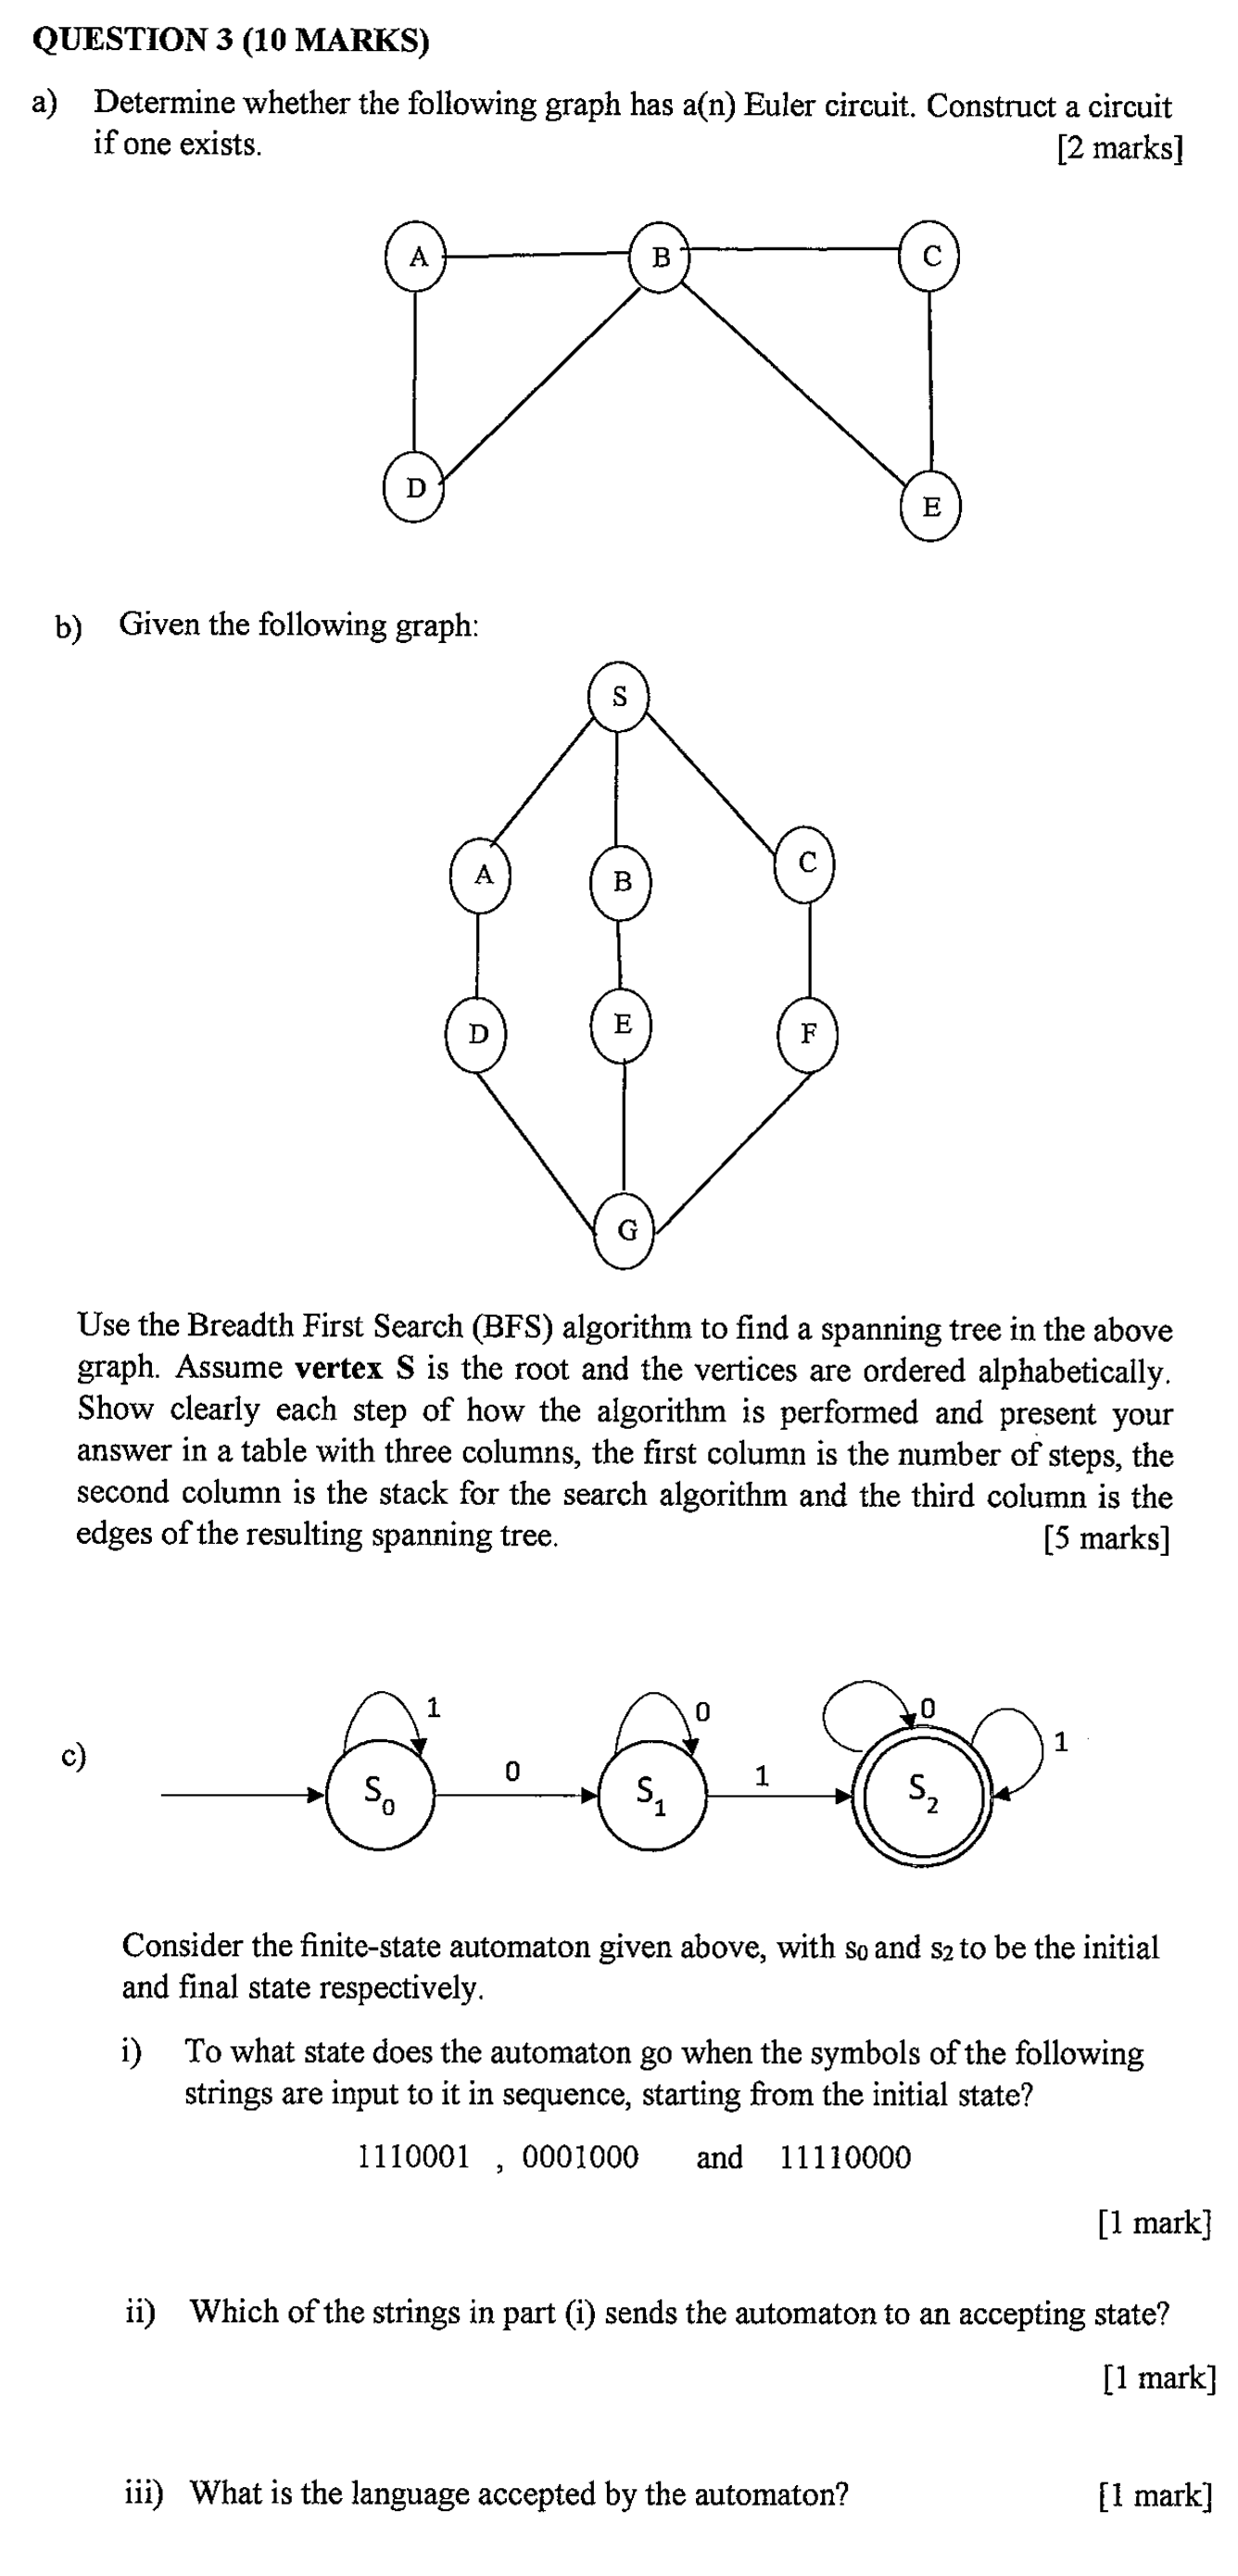 QUESTION 3 (10 MARKS)
a) Determine whether the following graph has a(n) Euler circuit. Construct a circuit
if one exists. [2 marks]
A B C
D E
b) Given the following graph:
S
A B C
D E F
G
Use the Breadth First Search (BFS) algorithm to find a spanning tree in the above
graph. Assume vertex S is the root and the vertices are ordered alphabetically.
Show clearly each step of how the algorithm is performed and present your
answer in a table with three columns, the first column is the number of steps, the
second column is the stack for the search algorithm and the third column is the
edges of the resulting spanning tree. [5 marks]
1 0 0
c) S0 0 S1 1 S2 1
Consider the finite-state automaton given above, with s0 and s2 to be the initial
and final state respectively.
i) To what state does the automaton go when the symbols of the following
strings are input to it in sequence, starting from the initial state?
1110001 , 0001000 and 11110000
[1 mark]
ii) Which of the strings in part (i) sends the automaton to an accepting state?
[1 mark]
iii) What is the language accepted by the automaton? [1 mark]